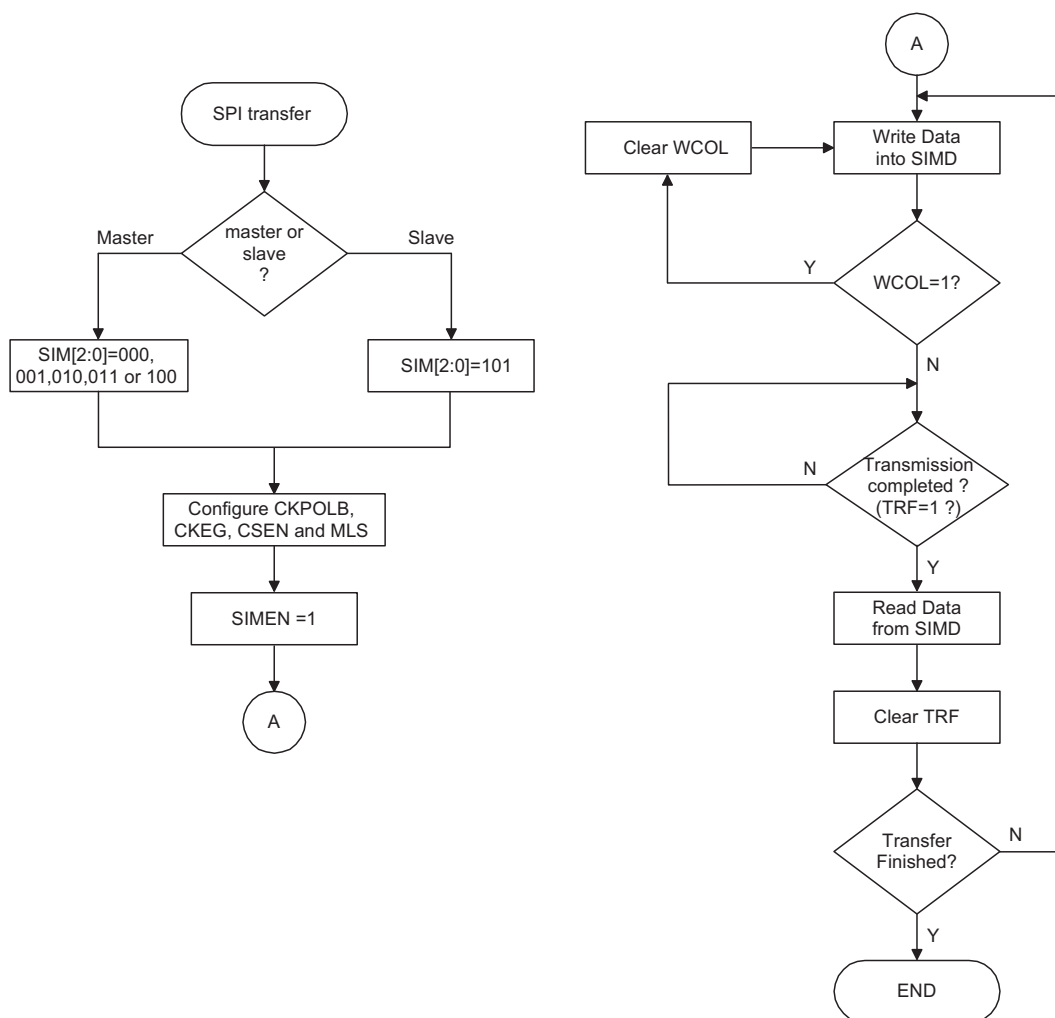 SPI transfer
master or
slave
?
Master
Slave
SIM[2:0]=000,
001,010,011 or 100
SIM[2:0]=101
Configure CKPOLB,
CKEG, CSEN and MLS
SIMEN =1
A
A
Write Data
into SIMD
Clear WCOL
WCOL=1?
Y
N
Transmission
completed ?
(TRF=1 ?)
N
Y
Read Data
from SIMD
Clear TRF
Transfer
Finished?
N
Y
END